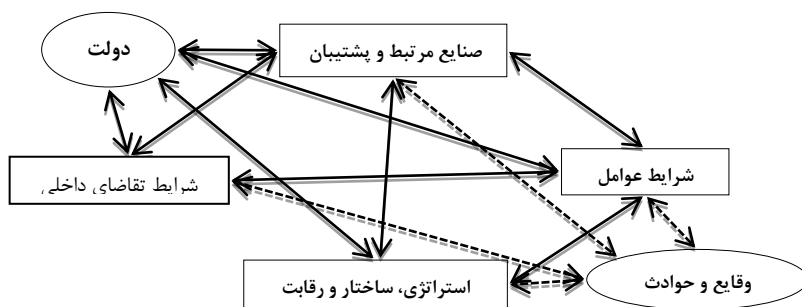 دولت
صنایع مرتبط و پشتیبان
شرایط تقاضای داخلی
شرایط عوامل
استراتژی، ساختار و رقابت
وقایع و حوادث